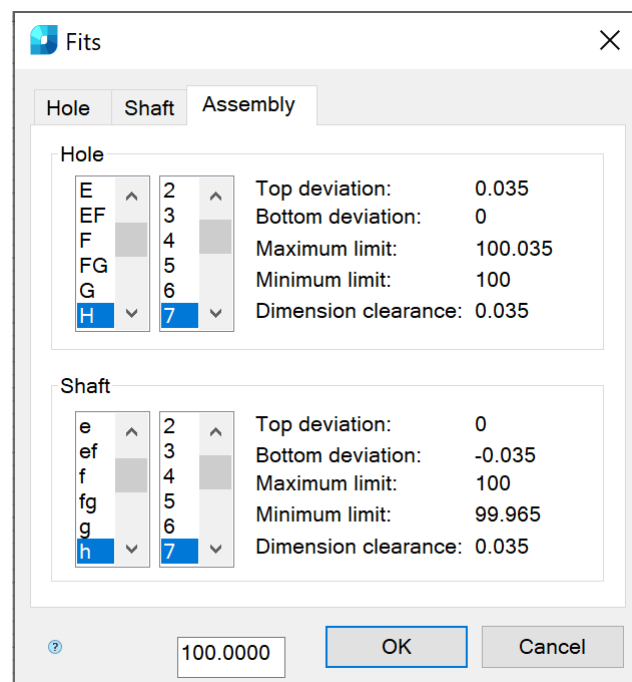 Fits
Hole Shaft Assembly
Hole
E 2 Top deviation: 0.035
EF 3 Bottom deviation: 0
F 4 Maximum limit: 100.035
FG 5 Minimum limit: 100
G 6 Dimension clearance: 0.035
H 7
Shaft
e 2 Top deviation: 0
ef 3 Bottom deviation: -0.035
f 4 Maximum limit: 100
fg 5 Minimum limit: 99.965
g 6 Dimension clearance: 0.035
h 7
? 100.0000 OK Cancel